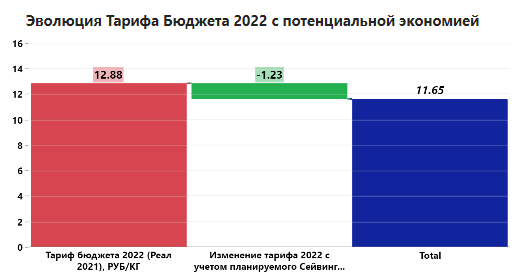 Эволюция Тарифа Бюджета 2022 с потенциальной экономией
16
14
12
10
8
6
4
2
0
12.88
-1.23
11.65
Тариф бюджета 2022 (Реал
2021), РУБ/КГ
Изменение тарифа 2022 с
учетом планируемого Сейвинг...
Total